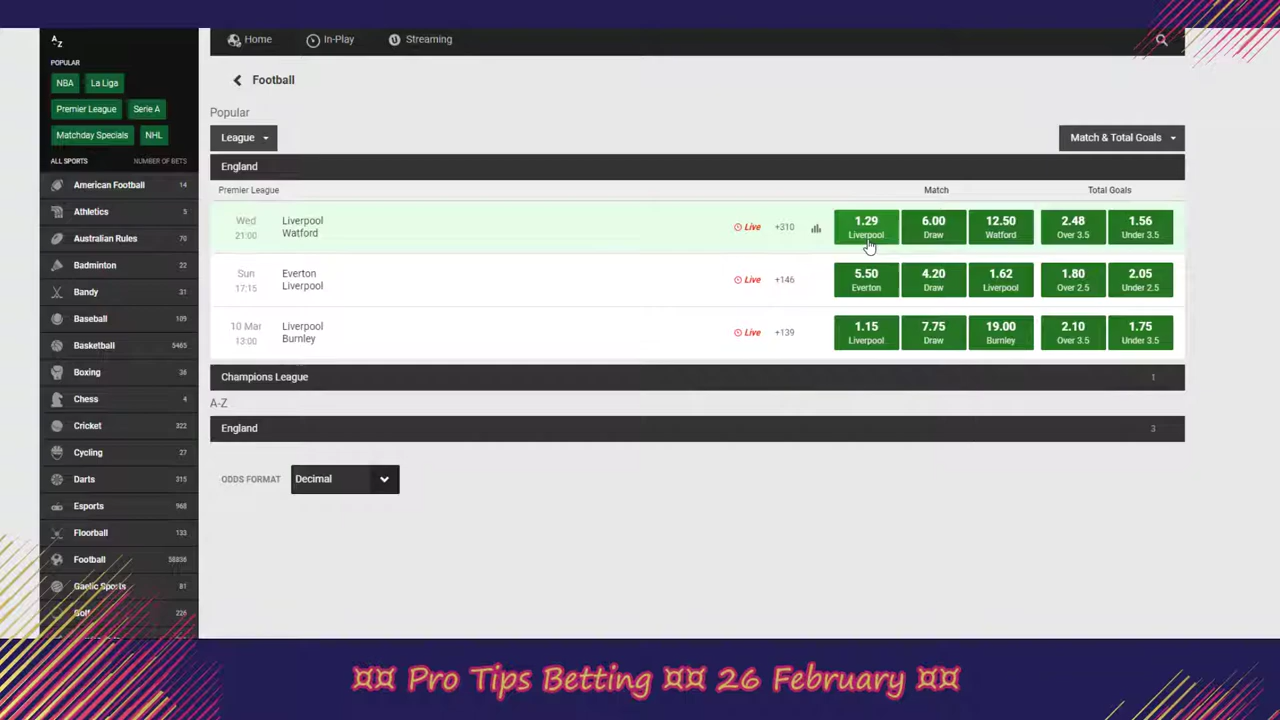 A-Z
Home In-Play Streaming
POPULAR
NBA La Liga
Premier League Serie A
Matchday Specials NHL
ALL SPORTS NUMBER OF BETS
American Football 14
Athletics 5
Australian Rules 70
Badminton 22
Bandy 31
Baseball 109
Basketball 5465
Boxing 36
Chess 4
Cricket 322
Cycling 27
Darts 315
Esports 960
Floorball 133
Football 38836
Gaelic Sports 81
Golf 226
Football
Popular
League Match & Total Goals
England
Premier League Match Total Goals
Wed Liverpool Live +310 1.29 6.00 12.50 2.48 1.56
21:00 Watford Liverpool Draw Watford Over 3.5 Under 3.5
Sun Everton Live +146 5.50 4.20 1.62 1.80 2.05
17:15 Liverpool Everton Draw Liverpool Over 2.5 Under 2.5
10 Mar Liverpool Live +139 1.15 7.75 19.00 2.10 1.75
13:00 Burnley Liverpool Draw Burnley Over 3.5 Under 3.5
Champions League 1
A-Z
England 3
ODDS FORMAT Decimal
¤¤ Pro Tips Betting ¤¤ 26 February ¤¤